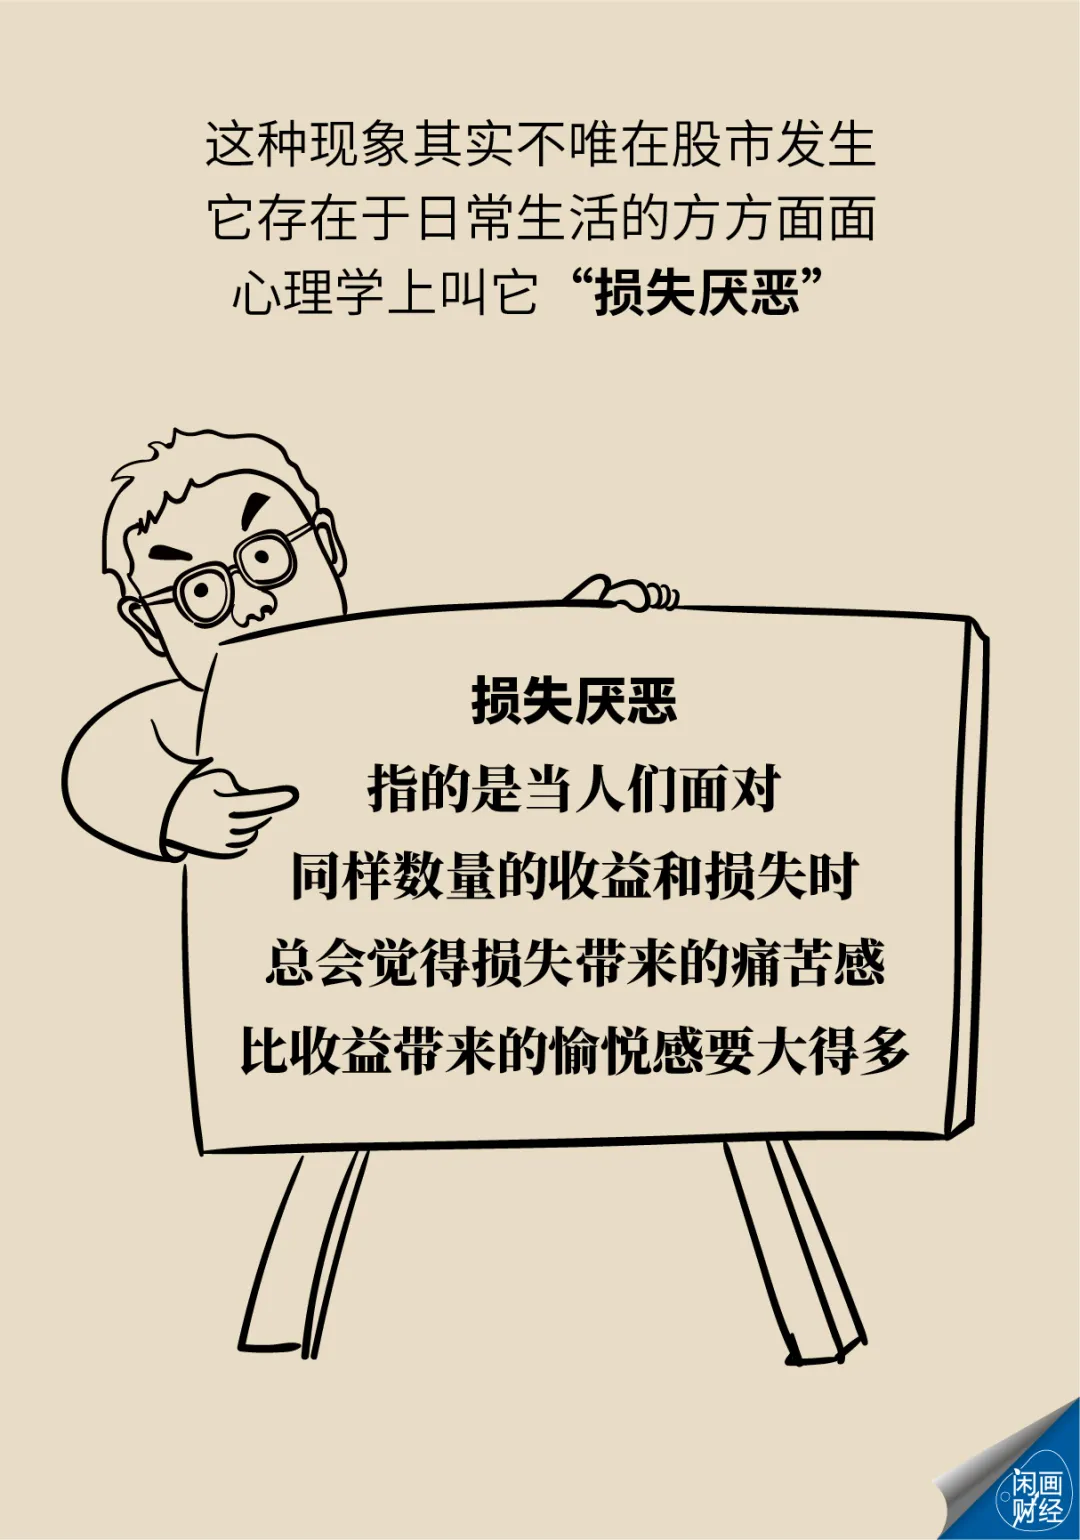 这种现象其实不唯在股市发生
它存在于日常生活的方方面面
心理学上叫它“损失厌恶”
损失厌恶
指的是当人们面对
同样数量的收益和损失时
总会觉得损失带来的痛苦感
比收益带来的愉悦感要大得多
闲画
财经